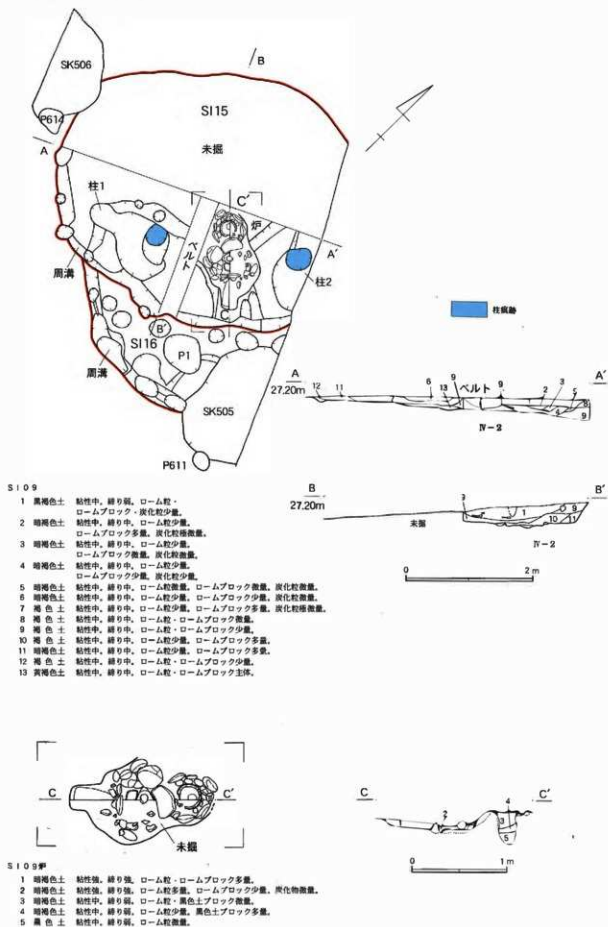 SK506
B
P614
SI15
未掘
A
C′
柱1
炉
ベルト
A′
周溝
柱2
B′
SI16
P1
周溝
SK505
P611
柱痕跡
A A′
27.20m
12 11 6 13 9 ベルト 9 2 3 5
4 8 9
Ⅳ-2
B B′
27.20m
3 1 9
未掘 10 11
Ⅳ-2
0 2m
SI09
1 黒褐色土 粘性中。締り弱。ローム粒・
ロームブロック・炭化粒少量。
2 暗褐色土 粘性中。締り中。ローム粒少量。
ロームブロック多量。炭化粒極微量。
3 暗褐色土 粘性中。締り中。ローム粒少量。
ロームブロック微量。炭化粒微量。
4 暗褐色土 粘性中。締り中。ローム粒少量。
ロームブロック少量。炭化粒少量。
5 暗褐色土 粘性中。締り中。ローム粒微量。ロームブロック微量。炭化粒微量。
6 暗褐色土 粘性中。締り中。ローム粒少量。ロームブロック少量。炭化粒微量。
7 褐色土 粘性中。締り中。ローム粒少量。ロームブロック多量。炭化粒極微量。
8 褐色土 粘性中。締り中。ローム粒・ロームブロック微量。
9 褐色土 粘性中。締り中。ローム粒・ロームブロック少量。
10 褐色土 粘性中。締り中。ローム粒少量。ロームブロック多量。
11 暗褐色土 粘性中。締り中。ローム粒少量。ロームブロック多量。
12 褐色土 粘性中。締り中。ローム粒・ロームブロック少量。
13 黄褐色土 粘性中。締り中。ローム粒・ロームブロック主体。
C C′
未掘
C C′
2 4
3
5
0 1m
SI09炉
1 暗褐色土 粘性強。締り強。ローム粒・ロームブロック多量。
2 暗褐色土 粘性強。締り強。ローム粒多量。ロームブロック少量。炭化物微量。
3 暗褐色土 粘性中。締り弱。ローム粒・黒色土ブロック微量。
4 暗褐色土 粘性中。締り弱。ローム粒少量。黒色土ブロック多量。
5 黒色土 粘性中。締り弱。ローム粒微量。